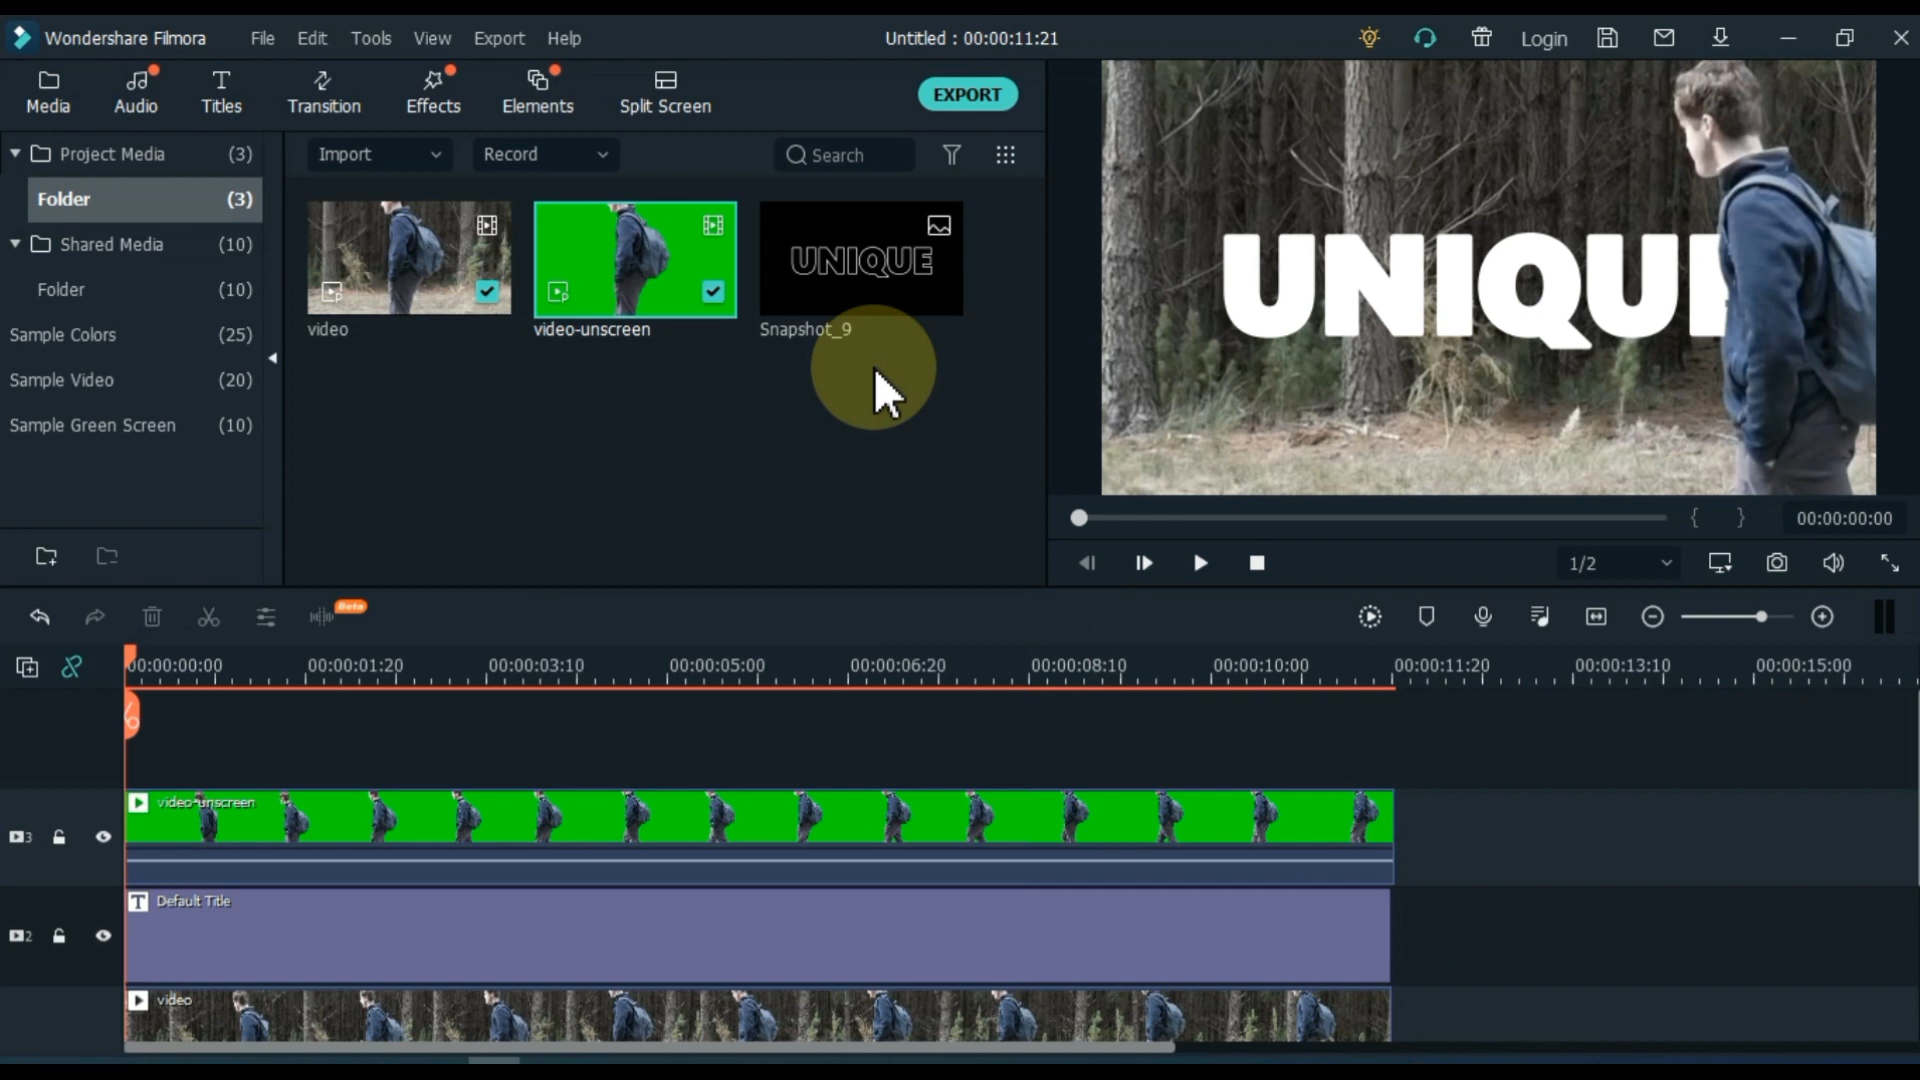 Wondershare Filmora File Edit Tools View Export Help Untitled : 00:00:11:21 Login
Media Audio Titles Transition Effects Elements Split Screen EXPORT
Project Media (3) Import Record Search
Folder (3)
Shared Media (10)
Folder (10)
Sample Colors (25)
Sample Video (20)
Sample Green Screen (10)
UNIQUE
video video-unscreen Snapshot_9
UNIQUE
00:00:00:00
1/2
Beta
00:00:00:00 00:00:01:20 00:00:03:10 00:00:05:00 00:00:06:20 00:00:08:10 00:00:10:00 00:00:11:20 00:00:13:10 00:00:15:00
video-unscreen
3
Default Title
2
video